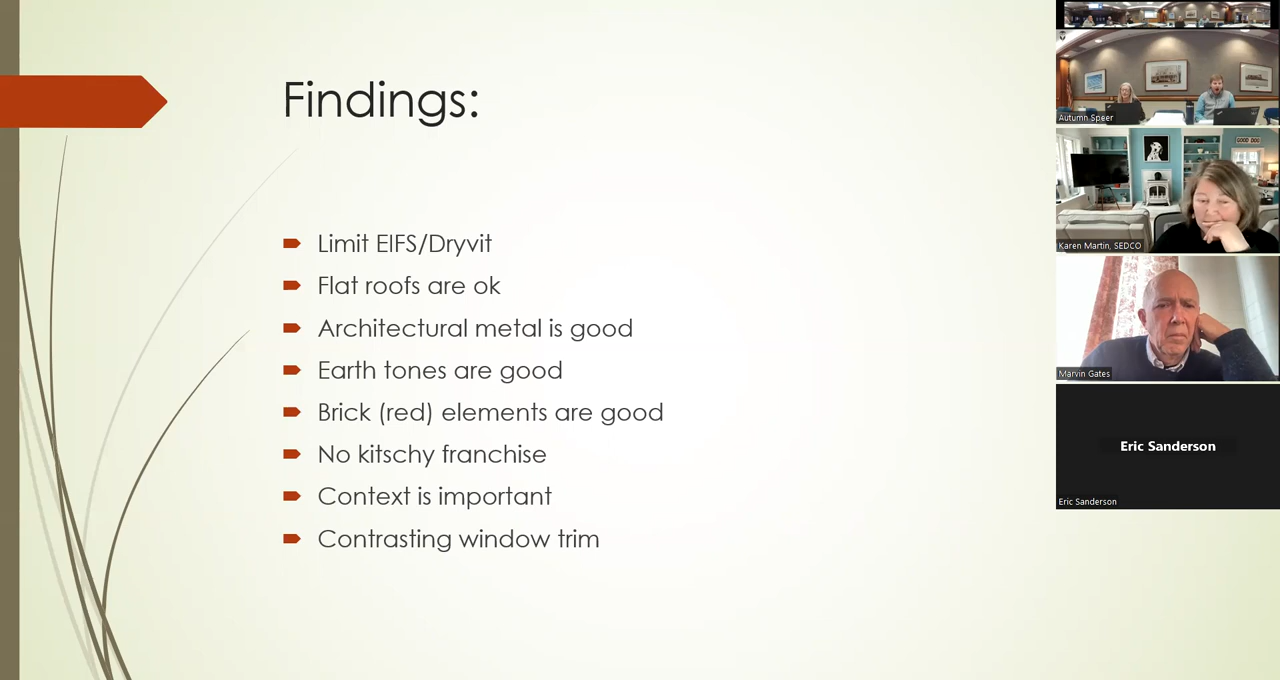 Findings:
Limit EIFS/Dryvit
Flat roofs are ok
Architectural metal is good
Earth tones are good
Brick (red) elements are good
No kitschy franchise
Context is important
Contrasting window trim
Autumn Speer
GOOD DOG
Karen Martin, SEDCO
Marvin Gates
Eric Sanderson
Eric Sanderson